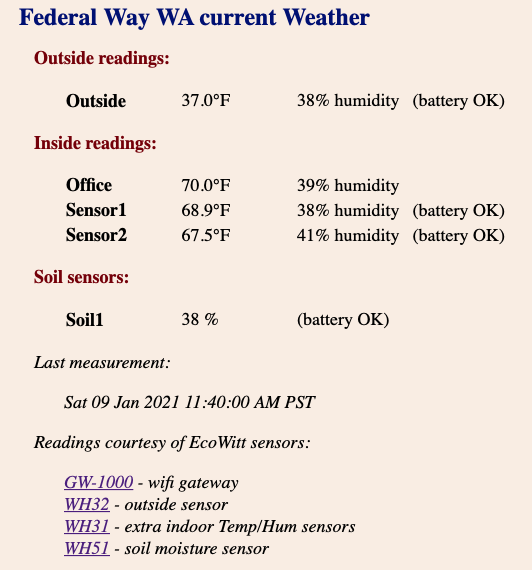 Federal Way WA current Weather
Outside readings:
Outside 37.0°F 38% humidity (battery OK)
Inside readings:
Office 70.0°F 39% humidity
Sensor1 68.9°F 38% humidity (battery OK)
Sensor2 67.5°F 41% humidity (battery OK)
Soil sensors:
Soil1 38 % (battery OK)
Last measurement:
Sat 09 Jan 2021 11:40:00 AM PST
Readings courtesy of EcoWitt sensors:
GW-1000 - wifi gateway
WH32 - outside sensor
WH31 - extra indoor Temp/Hum sensors
WH51 - soil moisture sensor